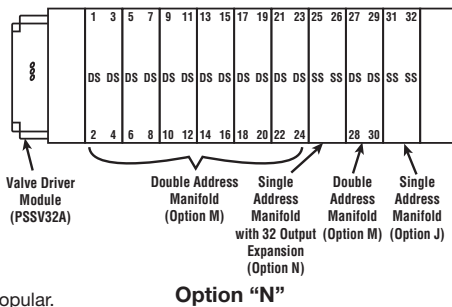 1 3 5 7 9 11 13 15 17 19 21 23 25 26 27 29 31 32
DS DS DS DS DS DS DS DS DS DS DS DS SS SS DS DS SS SS
2 4 6 8 10 12 14 16 18 20 22 24 28 30
Valve Driver
Module
(PSSV32A)
Double Address
Manifold
(Option M)
Single
Address
Manifold
with 32 Output
Expansion
(Option N)
Double
Address
Manifold
(Option M)
Single
Address
Manifold
(Option J)
opular.
Option “N”